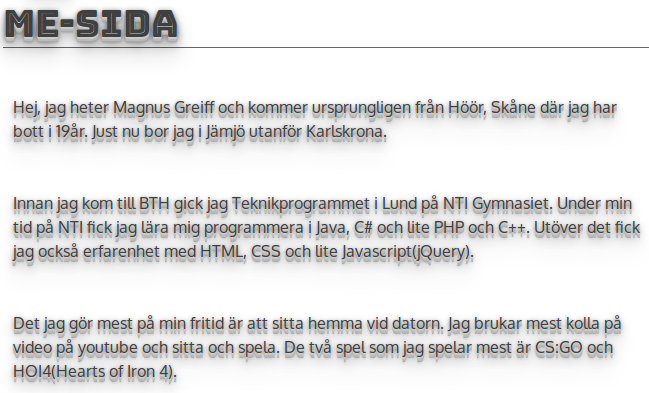 ME-SIDA
Hej, jag heter Magnus Greiff och kommer ursprungligen från Höör, Skåne där jag har
bott i 19år. Just nu bor jag i Jämjö utanför Karlskrona.
Innan jag kom till BTH gick jag Teknikprogrammet i Lund på NTI Gymnasiet. Under min
tid på NTI fick jag lära mig programmera i Java, C# och lite PHP och C++. Utöver det fick
jag också erfarenhet med HTML, CSS och lite Javascript(jQuery).
Det jag gör mest på min fritid är att sitta hemma vid datorn. Jag brukar mest kolla på
video på youtube och sitta och spela. De två spel som jag spelar mest är CS:GO och
HOI4(Hearts of Iron 4).